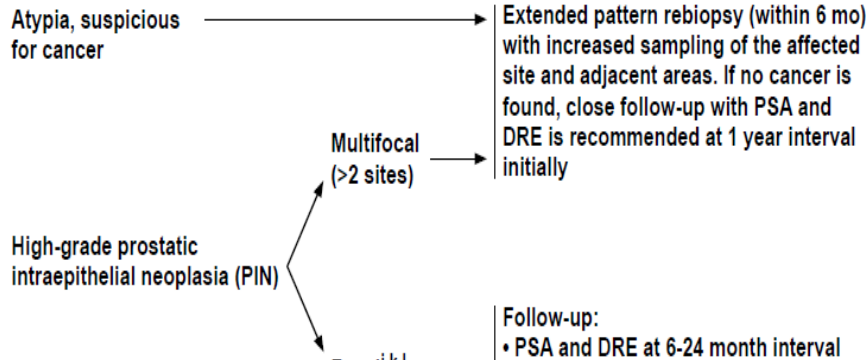 Atypia, suspicious
for cancer
Extended pattern rebiopsy (within 6 mo)
with increased sampling of the affected
site and adjacent areas. If no cancer is
found, close follow-up with PSA and
DRE is recommended at 1 year interval
initially
Multifocal
(>2 sites)
High-grade prostatic
intraepithelial neoplasia (PIN)
Follow-up:
• PSA and DRE at 6-24 month interval